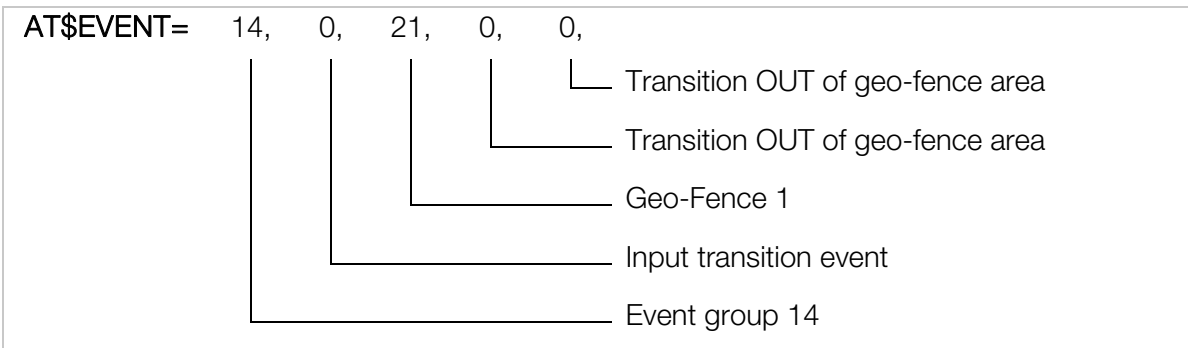 AT$EVENT= 14, 0, 21, 0, 0,
Transition OUT of geo-fence area
Transition OUT of geo-fence area
Geo-Fence 1
Input transition event
Event group 14